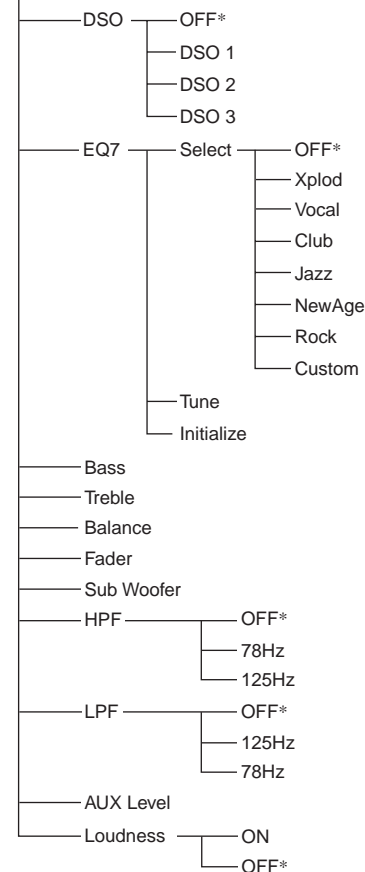 DSO OFF*
DSO 1
DSO 2
DSO 3
EQ7 Select OFF*
Xplod
Vocal
Club
Jazz
NewAge
Rock
Custom
Tune
Initialize
Bass
Treble
Balance
Fader
Sub Woofer
HPF OFF*
78Hz
125Hz
LPF OFF*
125Hz
78Hz
AUX Level
Loudness ON
OFF*